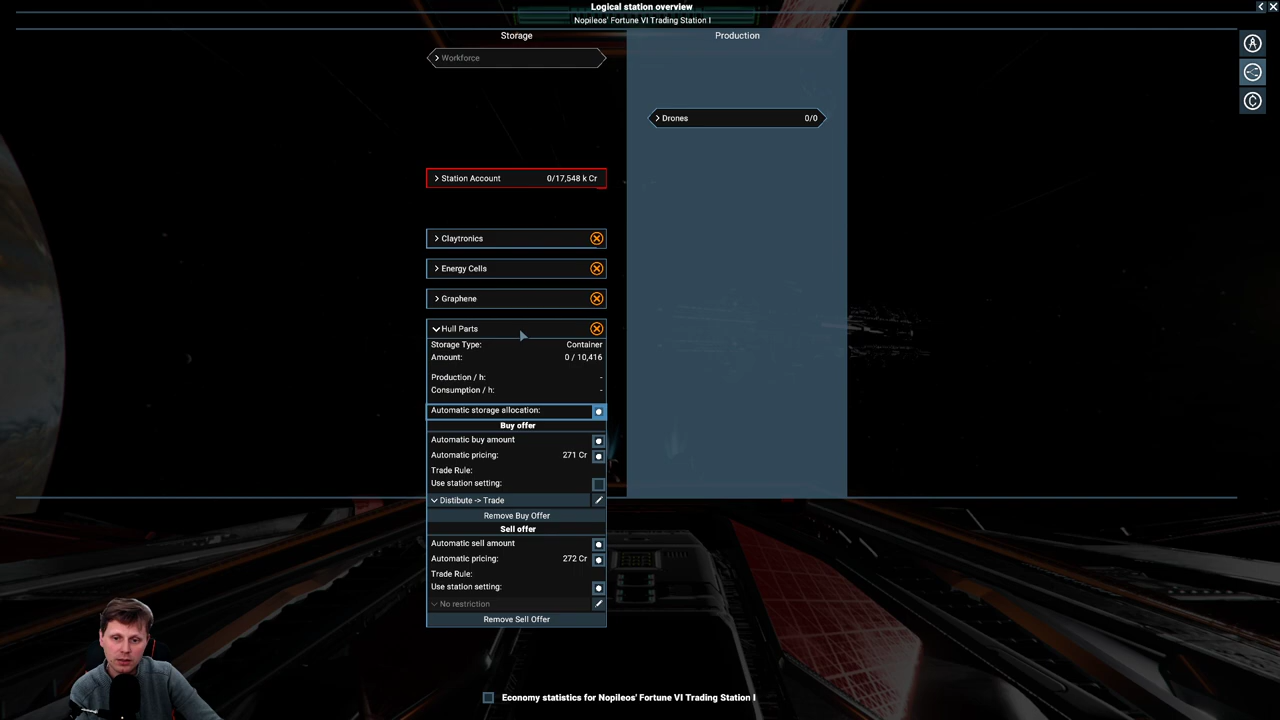 Logical station overview
Nopileos' Fortune VI Trading Station I
Storage
Production
Workforce
Drones 0/0
Station Account 0/17,548 k Cr
Claytronics
Energy Cells
Graphene
Hull Parts
Storage Type: Container
Amount: 0 / 10,416
Production / h: -
Consumption / h: -
Automatic storage allocation:
Buy offer
Automatic buy amount
Automatic pricing: 271 Cr
Trade Rule:
Use station setting:
Distibute -> Trade
Remove Buy Offer
Sell offer
Automatic sell amount
Automatic pricing: 272 Cr
Trade Rule:
Use station setting:
No restriction
Remove Sell Offer
Economy statistics for Nopileos' Fortune VI Trading Station I